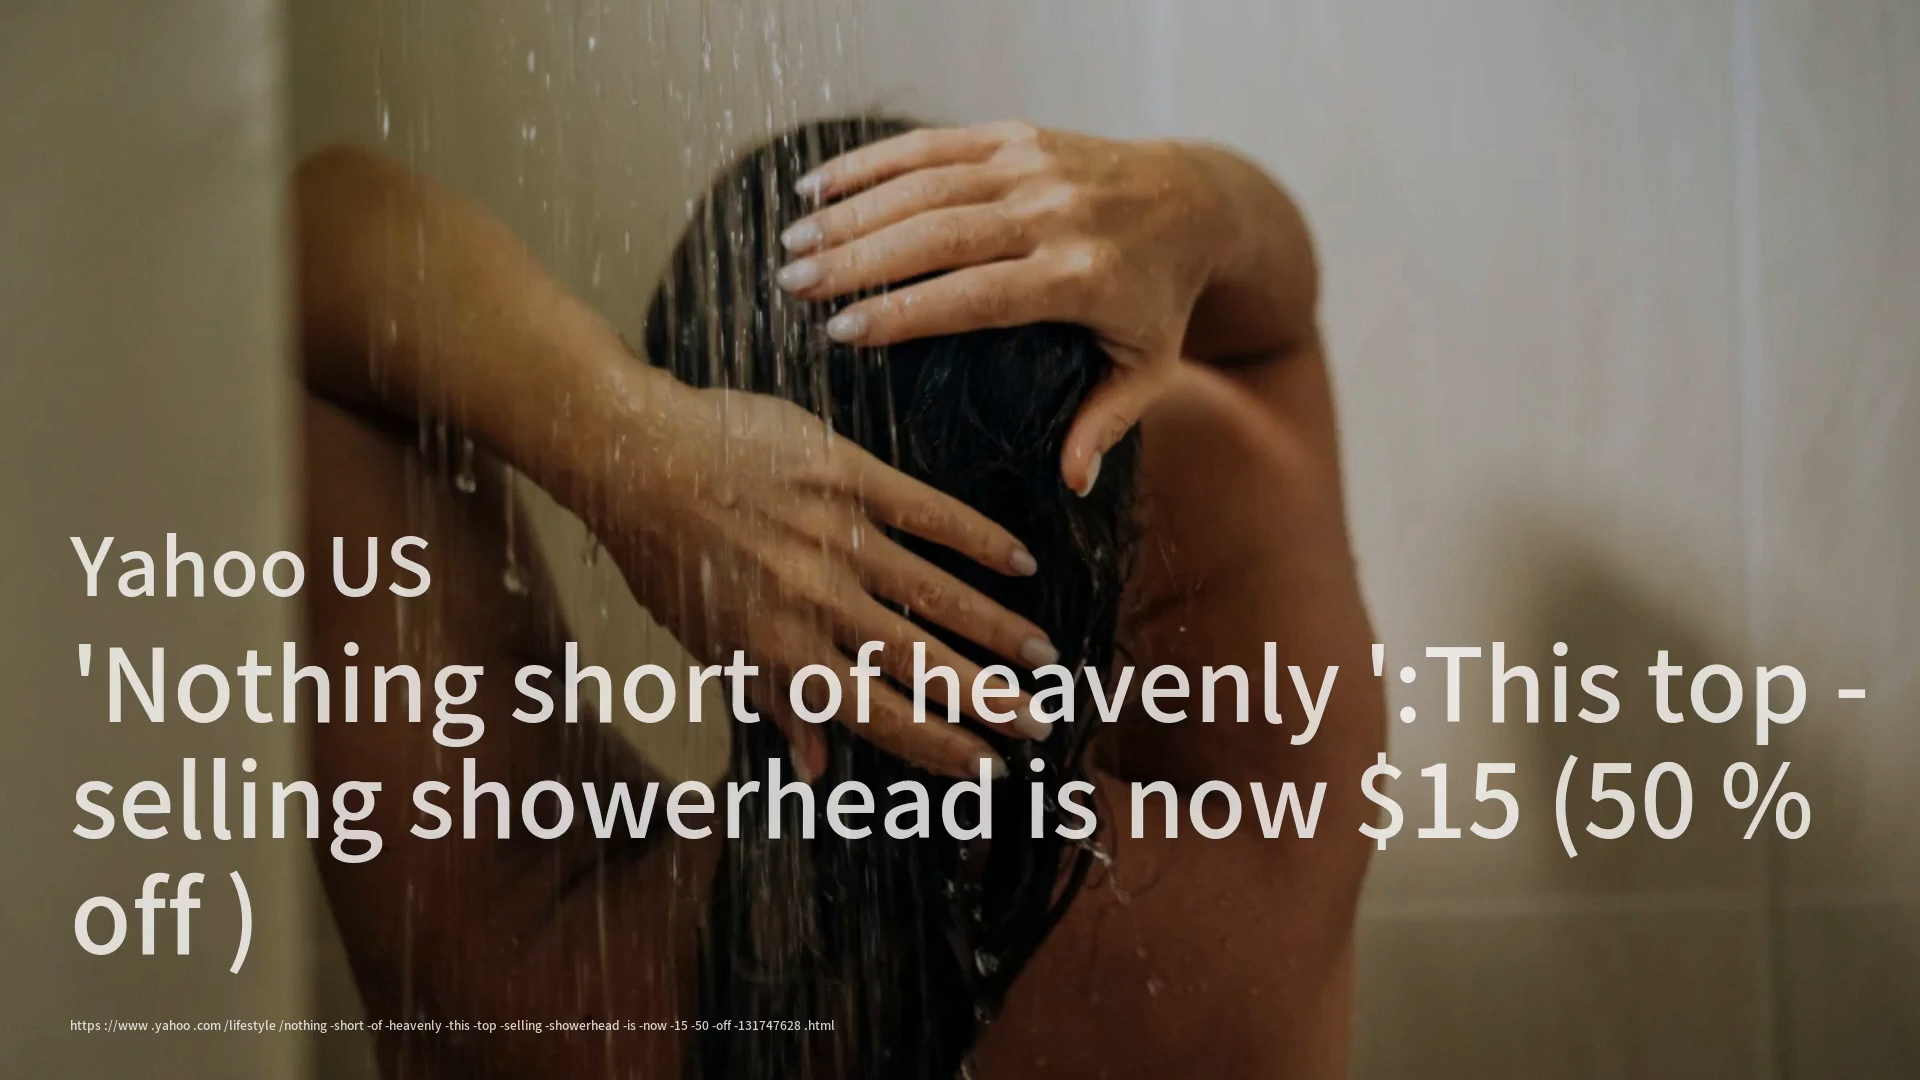 Yahoo US
'Nothing short of heavenly ':This top -
selling showerhead is now $15 (50 %
off )
https ://www .yahoo .com /lifestyle /nothing -short -of -heavenly -this -top -selling -showerhead -is -now -15 -50 -off -131747628 .html